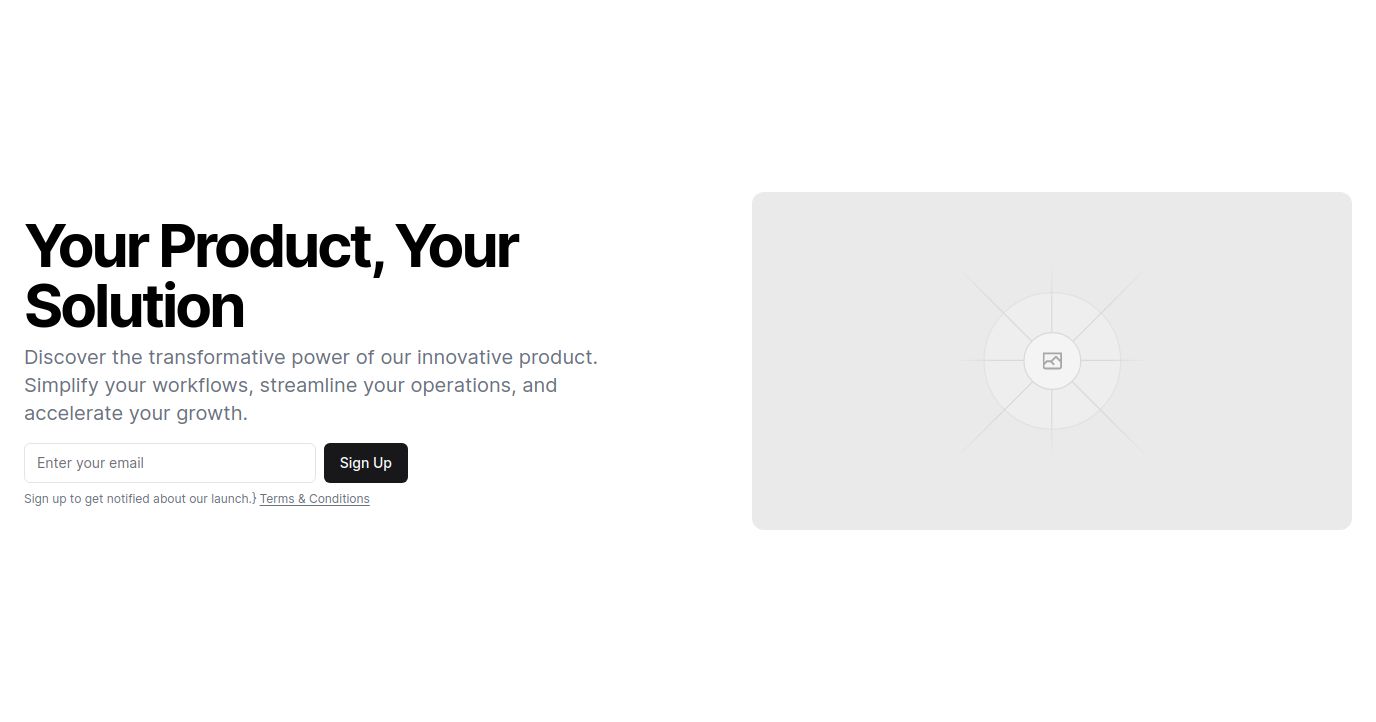 Your Product, Your
Solution
Discover the transformative power of our innovative product.
Simplify your workflows, streamline your operations, and
accelerate your growth.
Enter your email
Sign Up
Sign up to get notified about our launch.} Terms & Conditions